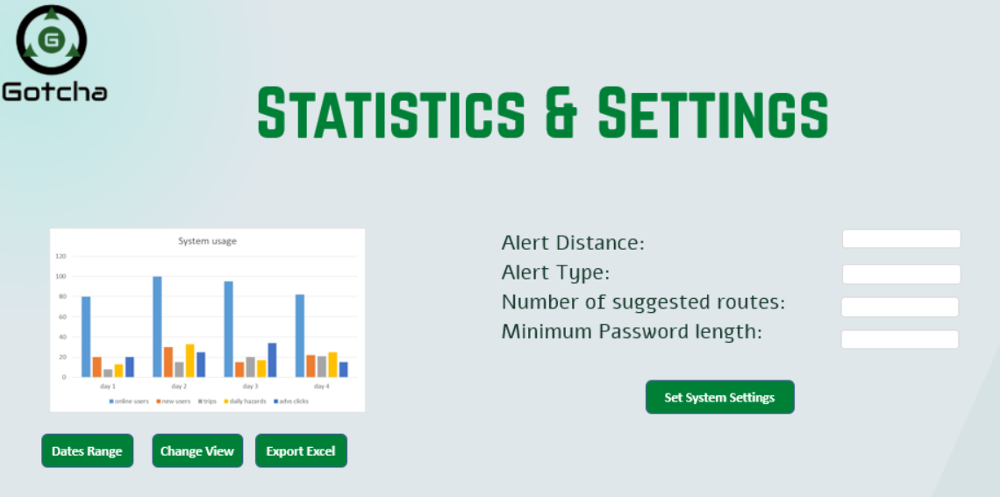 G
Gotcha
STATISTICS & SETTINGS
System usage
120
100
80
60
40
20
0
day 1 day 2 day 3 day 4
online users new users trips daily hazards advs clicks
Dates Range Change View Export Excel
Alert Distance:
Alert Type:
Number of suggested routes:
Minimum Password length:
Set System Settings